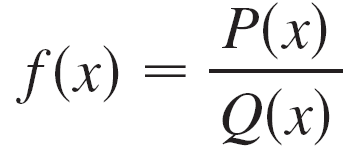 f(x) = P(x) / Q(x)